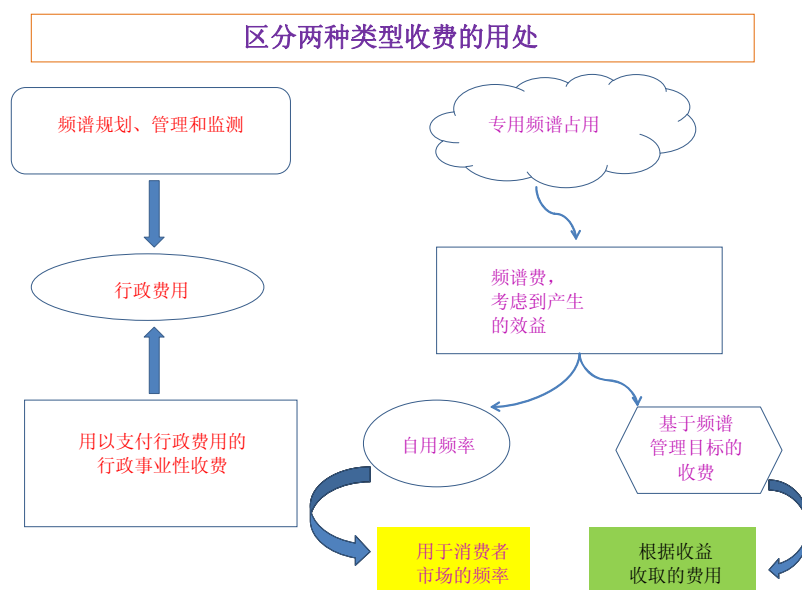 区分两种类型收费的用处
频谱规划、管理和监测
专用频谱占用
行政费用
频谱费，
考虑到产生
的效益
用以支付行政费用的
行政事业性收费
自用频率
基于频谱
管理目标的
收费
用于消费者
市场的频率
根据收益
收取的费用